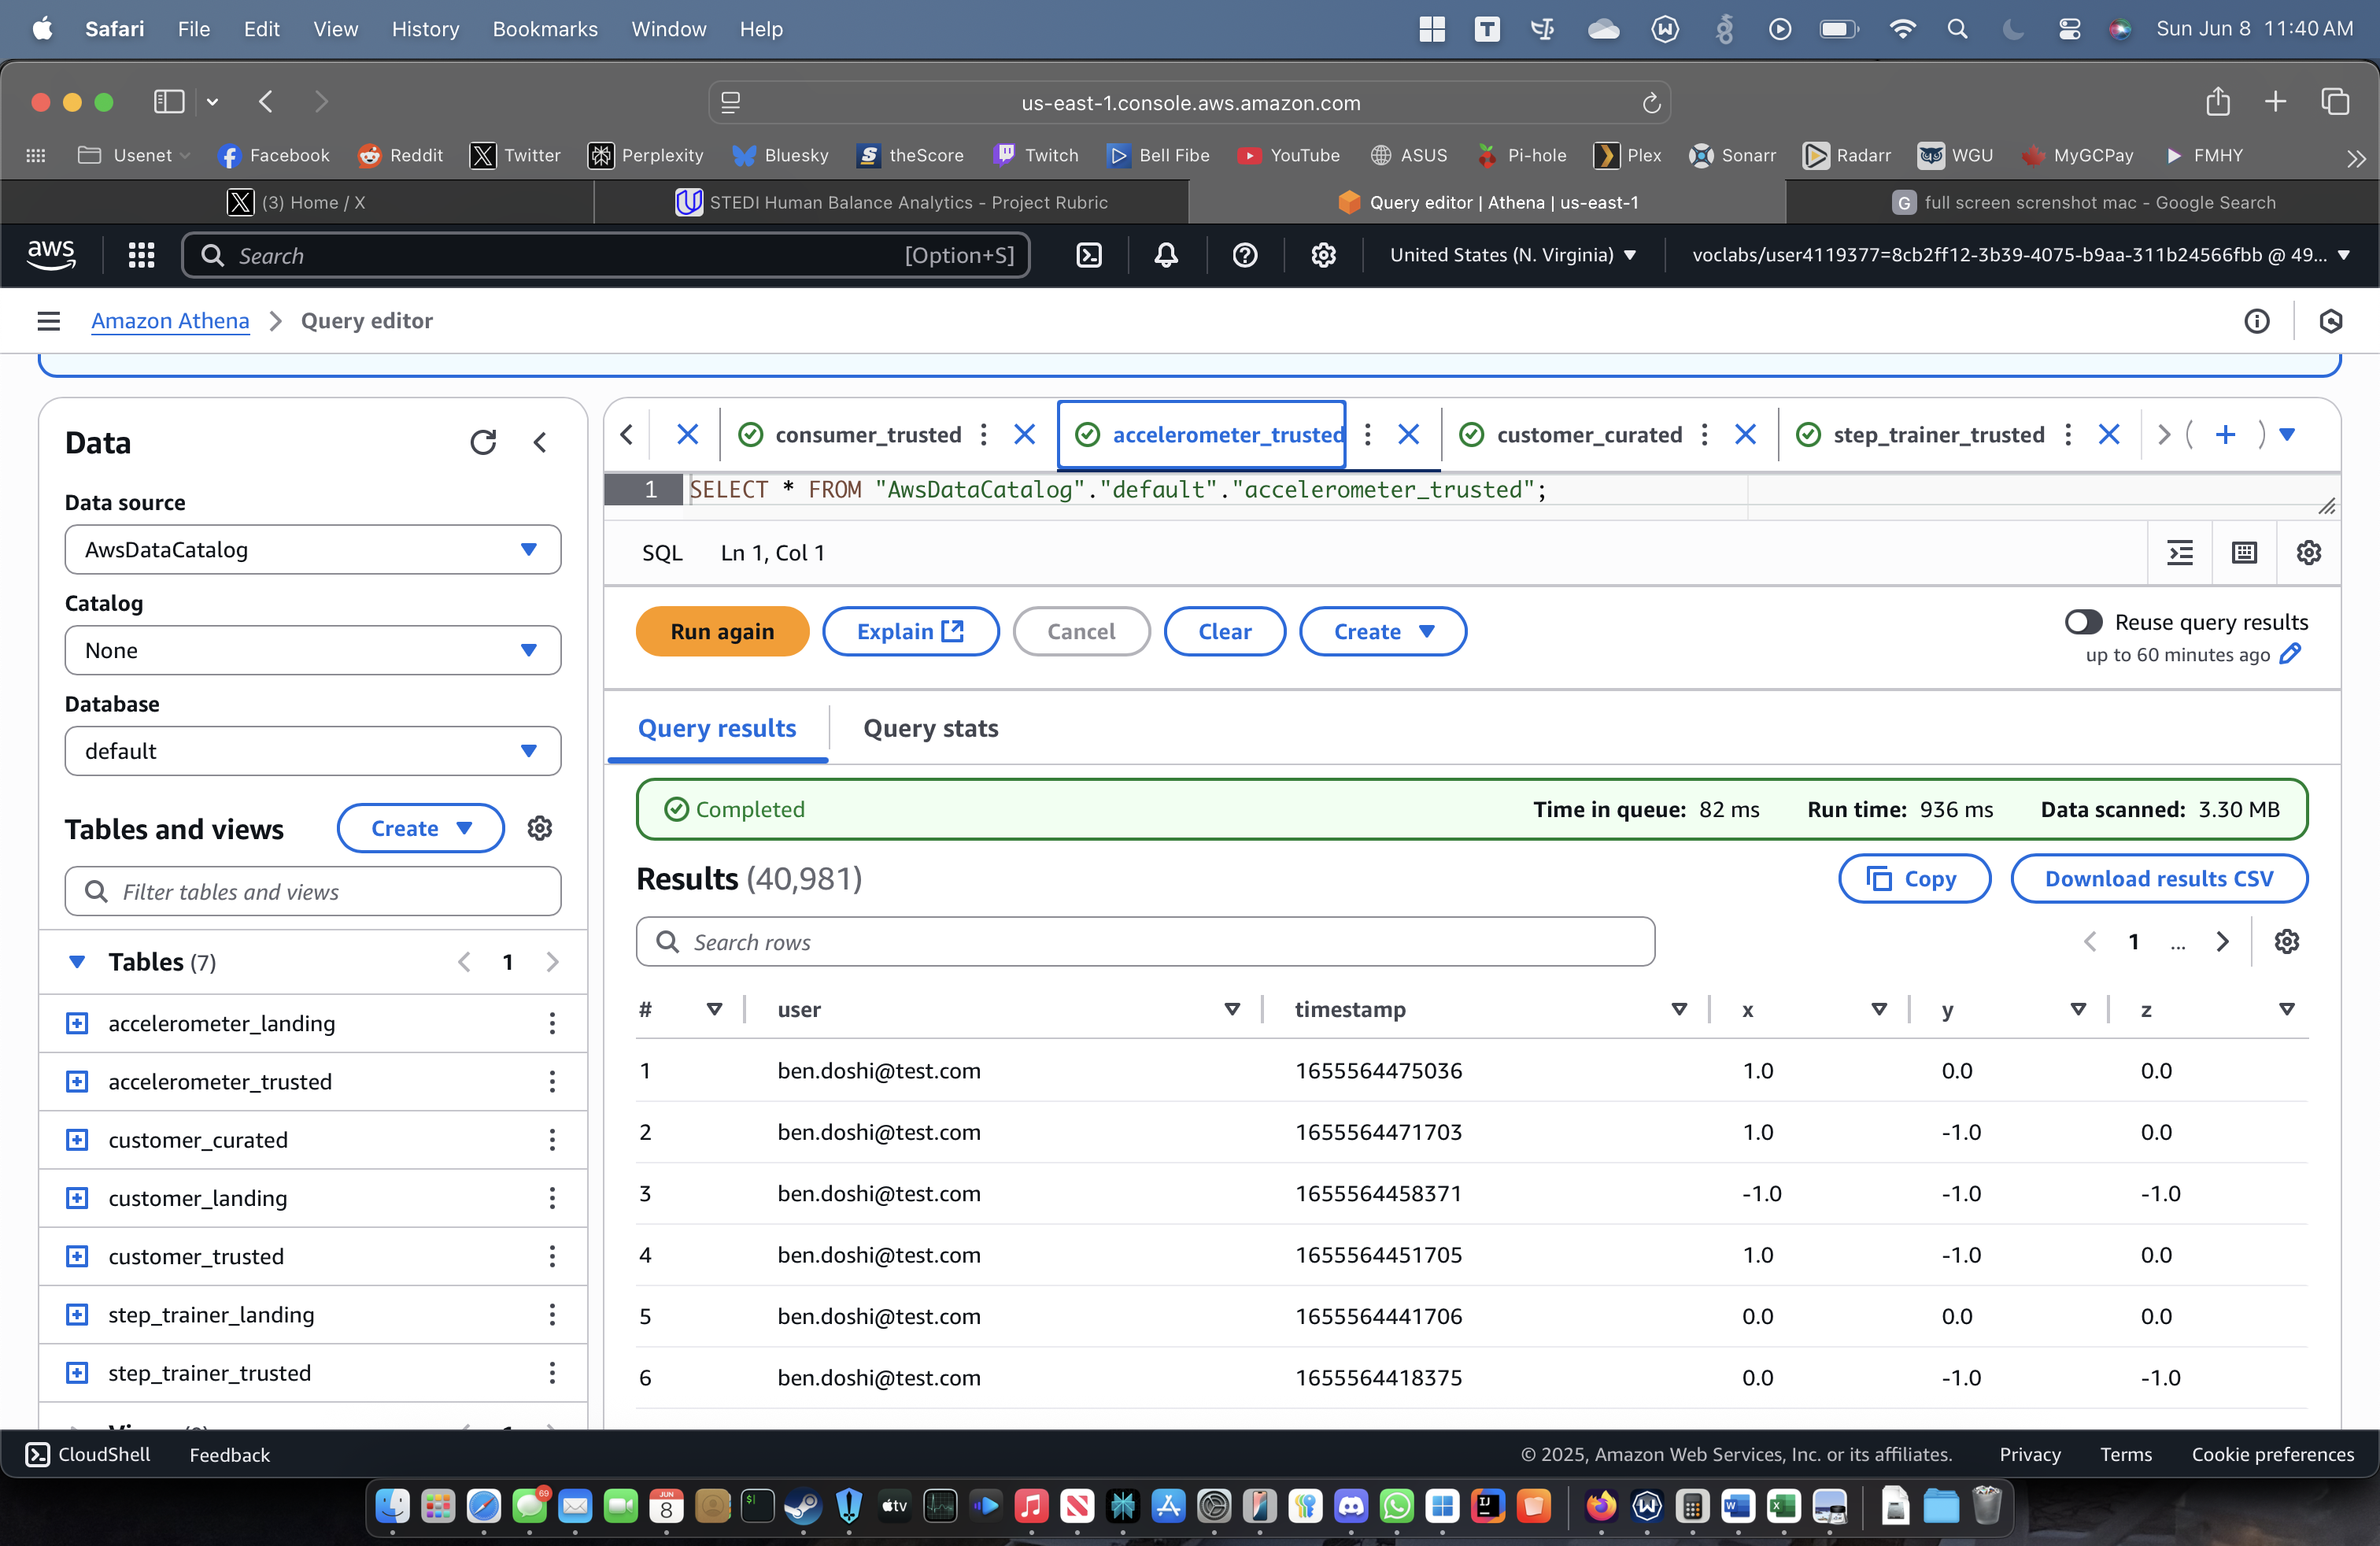 Safari File Edit View History Bookmarks Window Help Sun Jun 8 11:40 AM
us-east-1.console.aws.amazon.com
Usenet Facebook Reddit Twitter Perplexity Bluesky theScore Twitch Bell Fibe YouTube ASUS Pi-hole Plex Sonarr Radarr WGU MyGCPay FMHY
(3) Home / X STEDI Human Balance Analytics - Project Rubric Query editor | Athena | us-east-1 G full screen screnshot mac - Google Search
aws Search [Option+S] United States (N. Virginia) voclabs/user4119377=8cb2ff12-3b39-4075-b9aa-311b24566fbb @ 49...
Amazon Athena Query editor
Data
Data source
AwsDataCatalog
Catalog
None
Database
default
Tables and views Create
Filter tables and views
Tables (7) 1
accelerometer_landing
accelerometer_trusted
customer_curated
customer_landing
customer_trusted
step_trainer_landing
step_trainer_trusted
consumer_trusted accelerometer_trusted customer_curated step_trainer_trusted
1 SELECT * FROM "AwsDataCatalog"."default"."accelerometer_trusted";
SQL Ln 1, Col 1
Run again Explain Cancel Clear Create Reuse query results
up to 60 minutes ago
Query results Query stats
Completed Time in queue: 82 ms Run time: 936 ms Data scanned: 3.30 MB
Results (40,981) Copy Download results CSV
Search rows 1 ...
# user timestamp x y z
1 ben.doshi@test.com 1655564475036 1.0 0.0 0.0
2 ben.doshi@test.com 1655564471703 1.0 -1.0 0.0
3 ben.doshi@test.com 1655564458371 -1.0 -1.0 -1.0
4 ben.doshi@test.com 1655564451705 1.0 -1.0 0.0
5 ben.doshi@test.com 1655564441706 0.0 0.0 0.0
6 ben.doshi@test.com 1655564418375 0.0 -1.0 -1.0
CloudShell Feedback © 2025, Amazon Web Services, Inc. or its affiliates. Privacy Terms Cookie preferences
69 JUN 8 tv